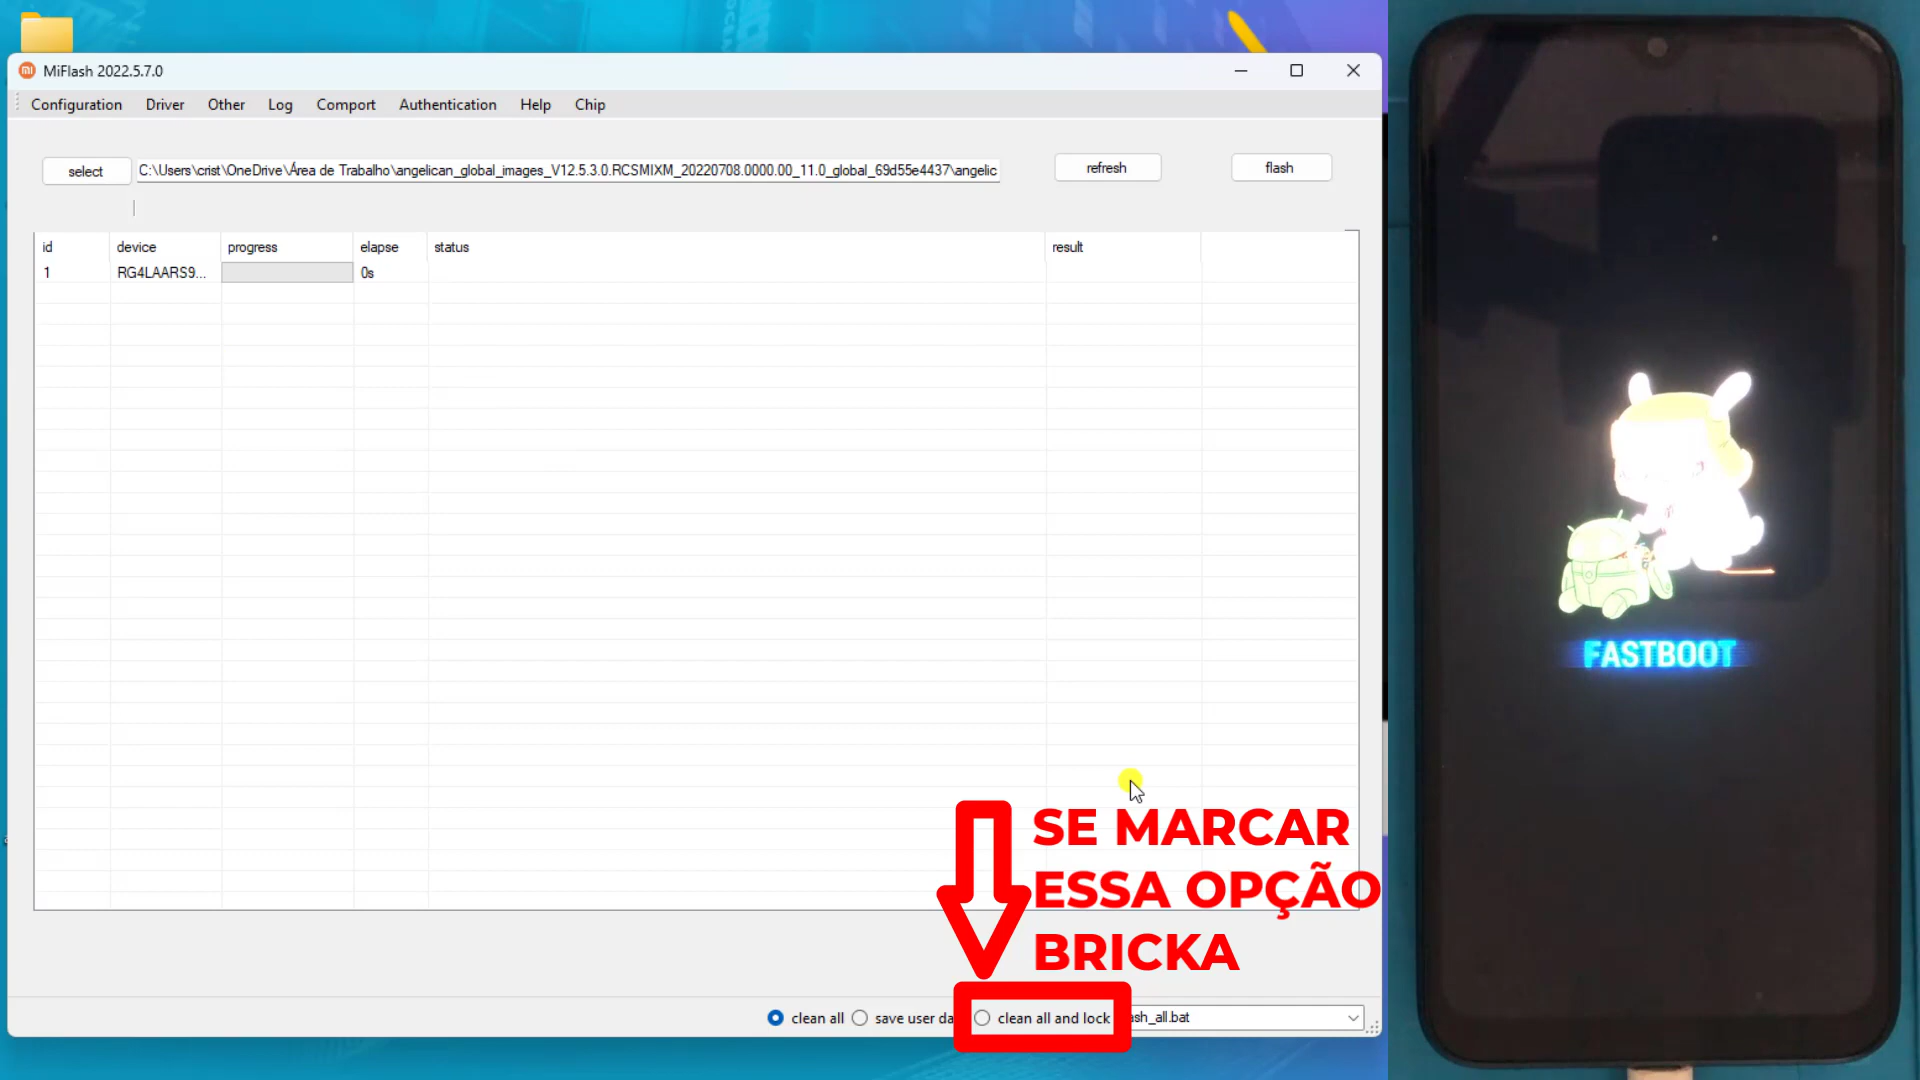 MiFlash 2022.5.7.0
Configuration Driver Other Log Comport Authentication Help Chip
select C:\Users\crist\OneDrive\Área de Trabalho\angelican_global_images_V12.5.3.0.RCSMIXM_20220708.0000.00_11.0_global_69d55e4437\angelic refresh flash
id device progress elapse status result
1 RG4LAARS9... 0s
SE MARCAR
ESSA OPÇÃO
BRICKA
clean all save user da clean all and lock ash_all.bat
FASTBOOT